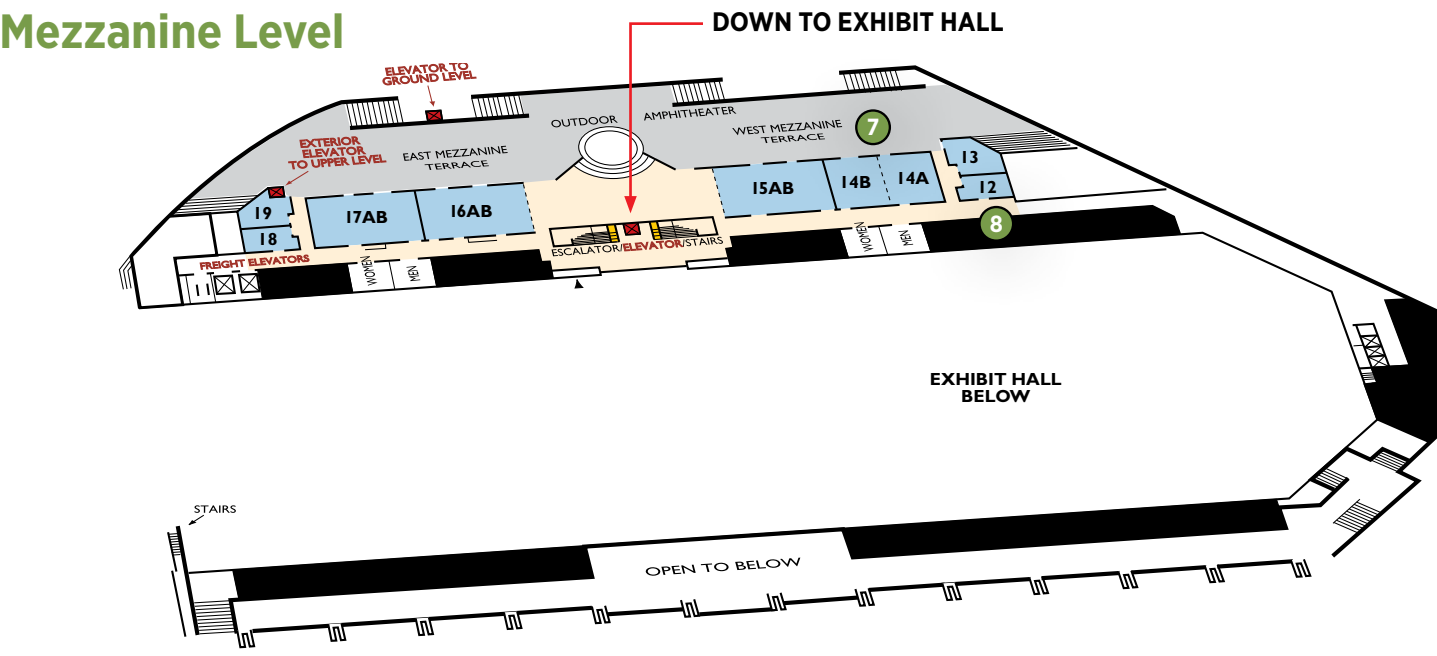 Mezzanine Level
DOWN TO EXHIBIT HALL
ELEVATOR TO
GROUND LEVEL
EXTERIOR
ELEVATOR
TO UPPER LEVEL
EAST MEZZANINE
TERRACE
OUTDOOR
AMPHITHEATER
WEST MEZZANINE
TERRACE
7
13
12
14A
14B
15AB
16AB
17AB
19
18
8
ESCALATOR/ELEVATOR/STAIRS
FREIGHT ELEVATORS
WOMEN
MEN
WOMEN
MEN
EXHIBIT HALL
BELOW
STAIRS
OPEN TO BELOW